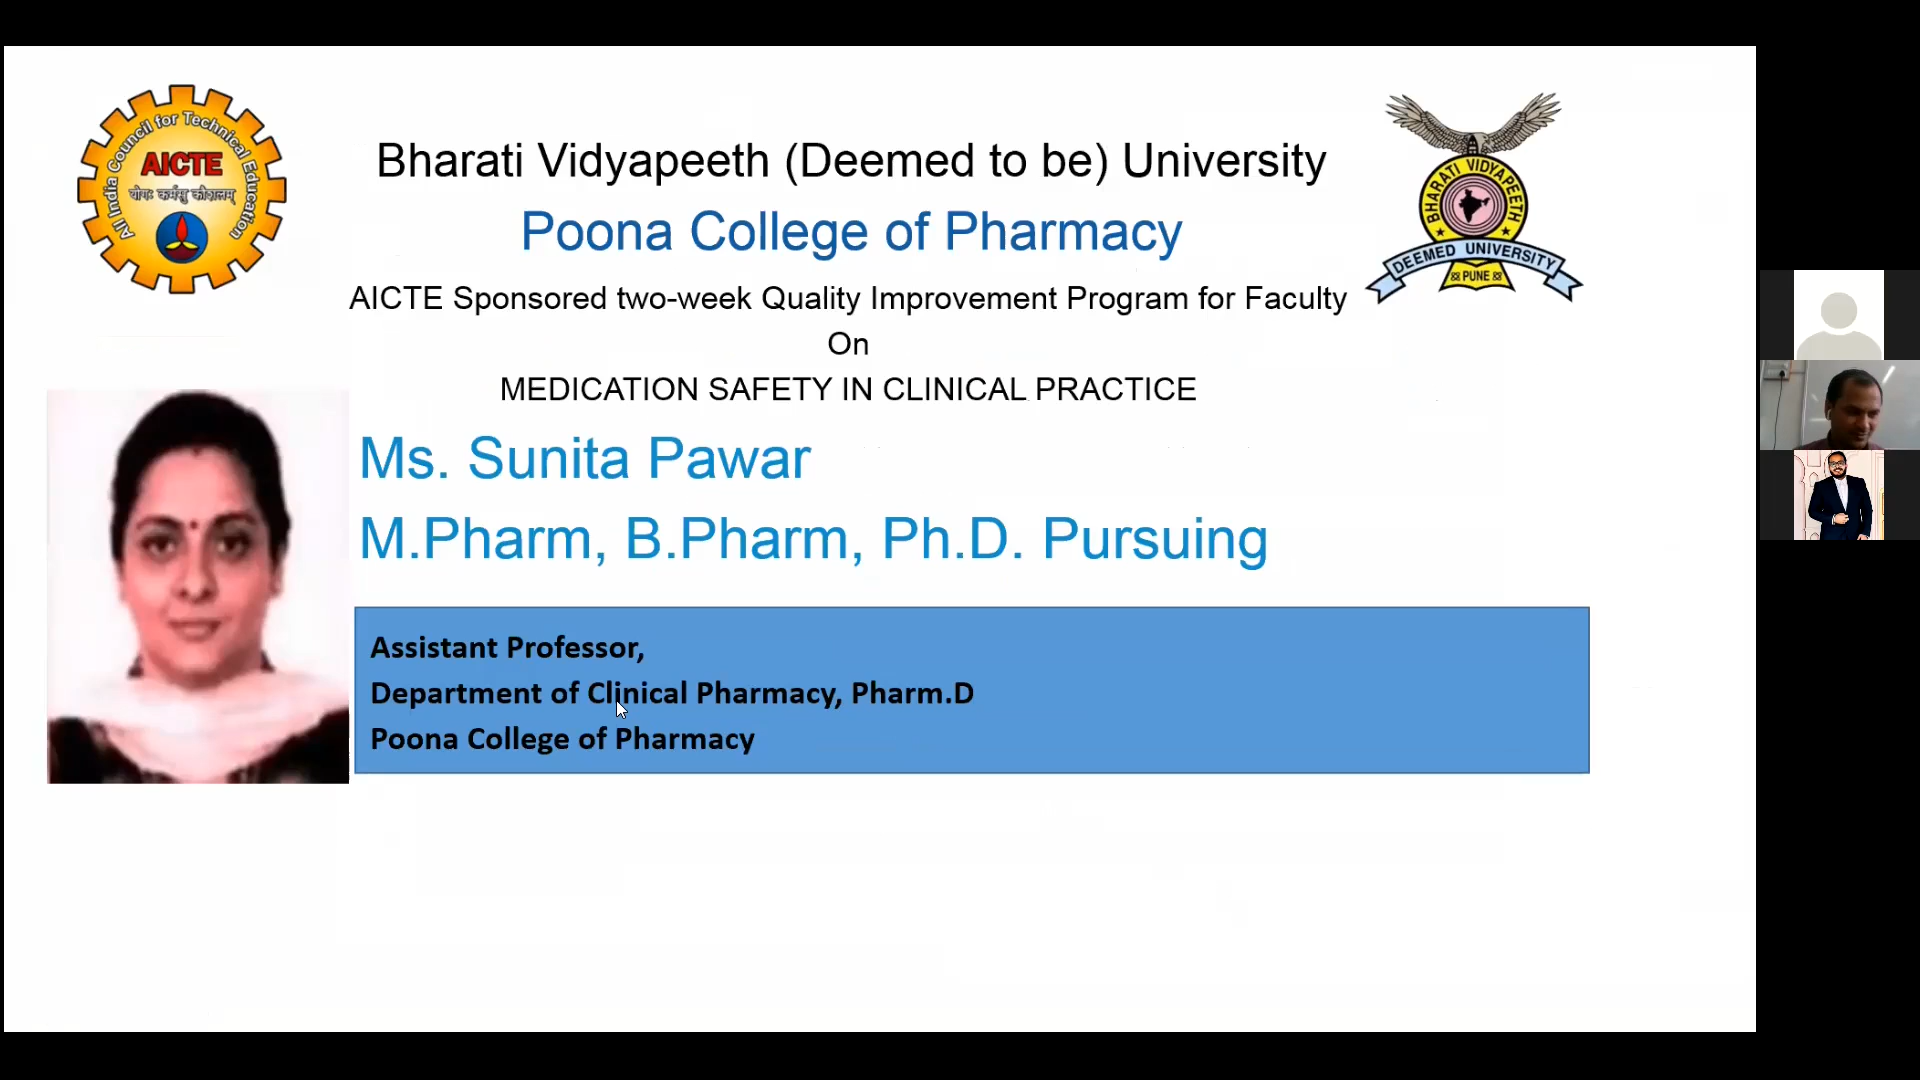 All India Council for Technical Education
AICTE
योगः कर्मसु कौशलम्
Bharati Vidyapeeth (Deemed to be) University
Poona College of Pharmacy
AICTE Sponsored two-week Quality Improvement Program for Faculty
On
MEDICATION SAFETY IN CLINICAL PRACTICE
BHARATI VIDYAPEETH
DEEMED UNIVERSITY
PUNE
Ms. Sunita Pawar
M.Pharm, B.Pharm, Ph.D. Pursuing
Assistant Professor,
Department of Clinical Pharmacy, Pharm.D
Poona College of Pharmacy